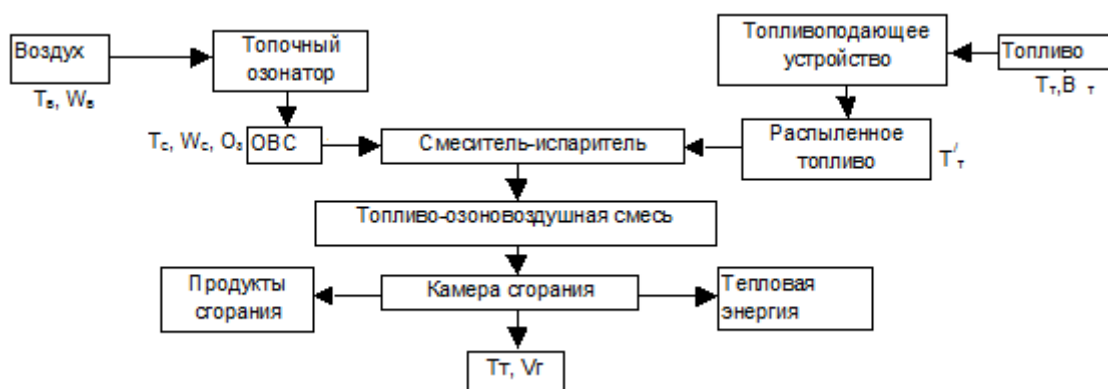 Воздух
Топочный
озонатор
Топливоподающее
устройство
Топливо
Тв, Wв
Тт, В т
Тс, Wс, О3
ОВС
Смеситель-испаритель
Распыленное
топливо
Т/т
Топливо-озоновоздушная смесь
Продукты
сгорания
Камера сгорания
Тепловая
энергия
Тт, Vг